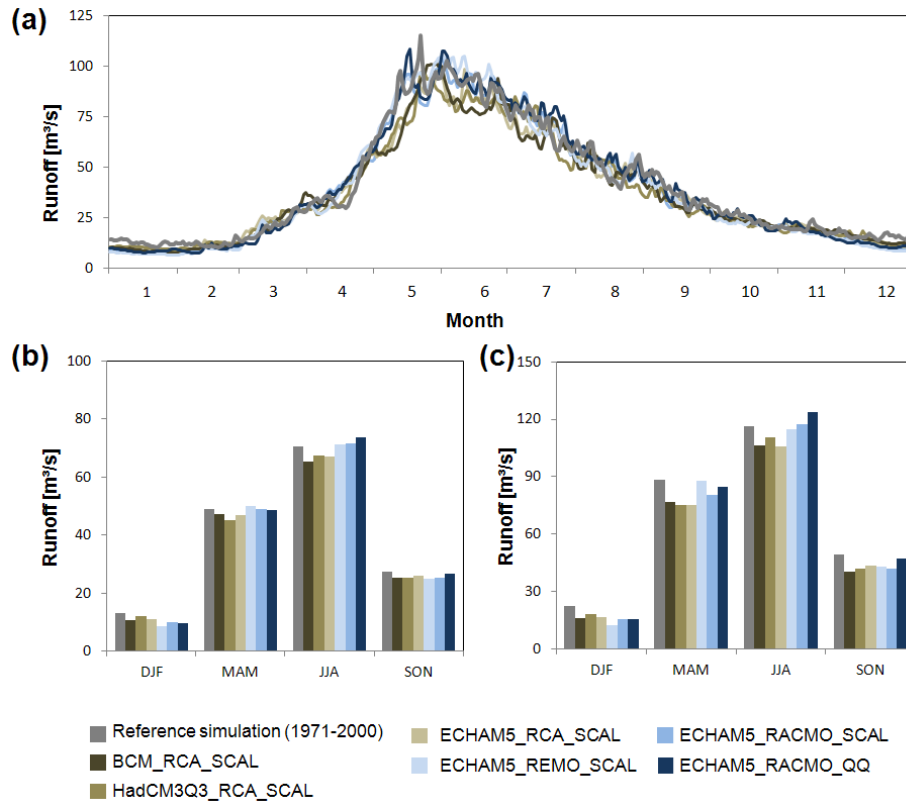 (a)
Runoff [m³/s]
125
100
75
50
25
0
1 2 3 4 5 6 7 8 9 10 11 12
Month
(b)
Runoff [m³/s]
100
80
60
40
20
0
DJF MAM JJA SON
(c)
Runoff [m³/s]
150
120
90
60
30
0
DJF MAM JJA SON
Reference simulation (1971-2000)
BCM_RCA_SCAL
HadCM3Q3_RCA_SCAL
ECHAM5_RCA_SCAL
ECHAM5_REMO_SCAL
ECHAM5_RACMO_SCAL
ECHAM5_RACMO_QQ